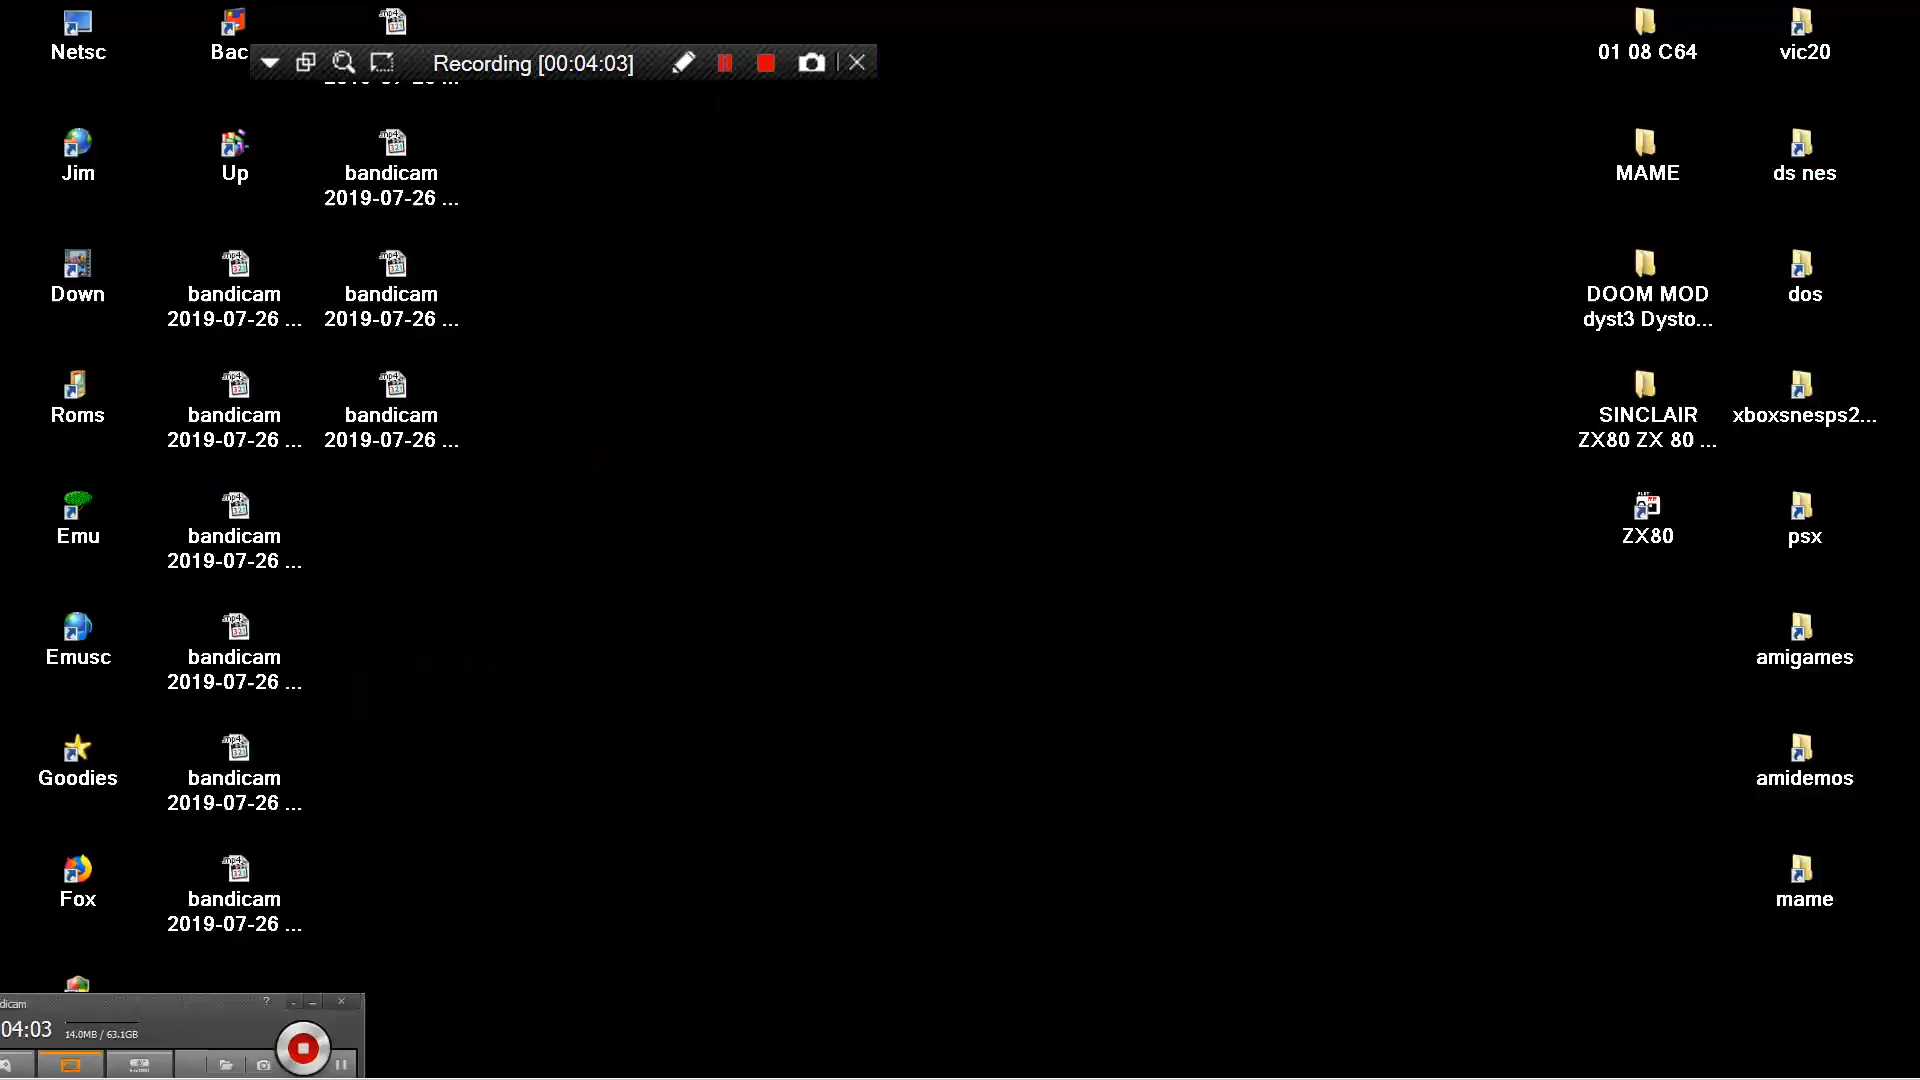 Netsc
Bac
Recording [00:04:03]
01 08 C64
vic20
Jim
Up
bandicam
2019-07-26 ...
MAME
ds nes
Down
bandicam
2019-07-26 ...
bandicam
2019-07-26 ...
DOOM MOD
dyst3 Dysto...
dos
Roms
bandicam
2019-07-26 ...
bandicam
2019-07-26 ...
SINCLAIR
ZX80 ZX 80 ...
xboxsnesps2...
Emu
bandicam
2019-07-26 ...
ZX80
psx
Emusc
bandicam
2019-07-26 ...
amigames
Goodies
bandicam
2019-07-26 ...
amidemos
Fox
bandicam
2019-07-26 ...
mame
dicam
04:03
14.0MB / 63.1GB